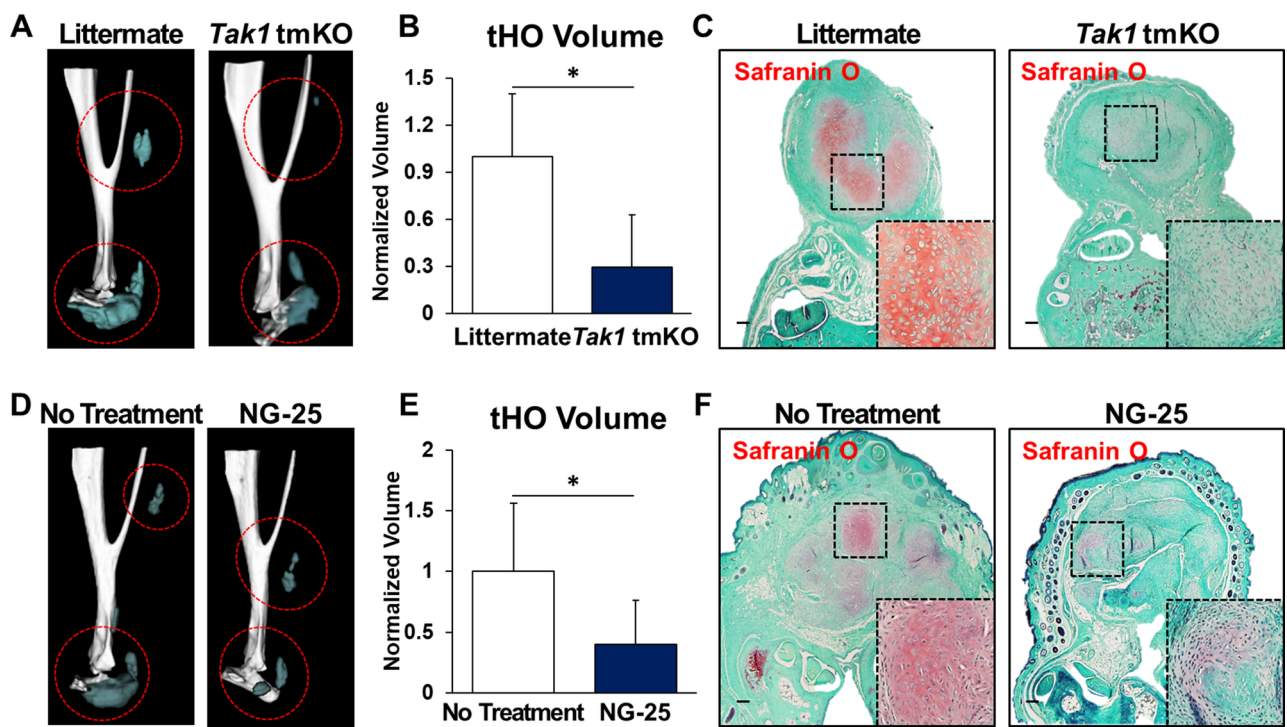 A
Littermate
Tak1 tmKO
B
tHO Volume
Normalized Volume
1.5
1.2
0.9
0.6
0.3
0
*
Littermate Tak1 tmKO
C
Littermate
Tak1 tmKO
Safranin O
Safranin O
D
No Treatment
NG-25
E
tHO Volume
Normalized Volume
2
1.5
1
0.5
0
*
No Treatment
NG-25
F
No Treatment
NG-25
Safranin O
Safranin O